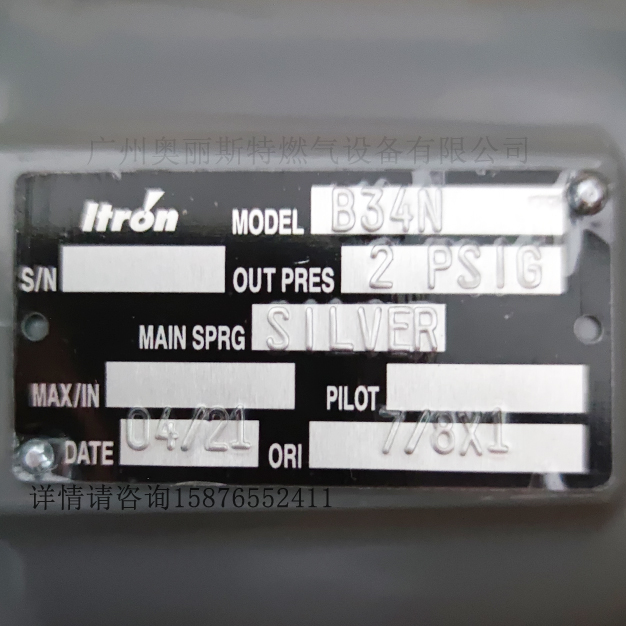 广州奥丽斯特燃气设备有限公司
Itrón MODEL B34N
S/N OUT PRES 2 PSIG
MAIN SPRG SILVER
MAX/IN PILOT
DATE 04/21 ORI 7/8X1
详情请咨询15876552411